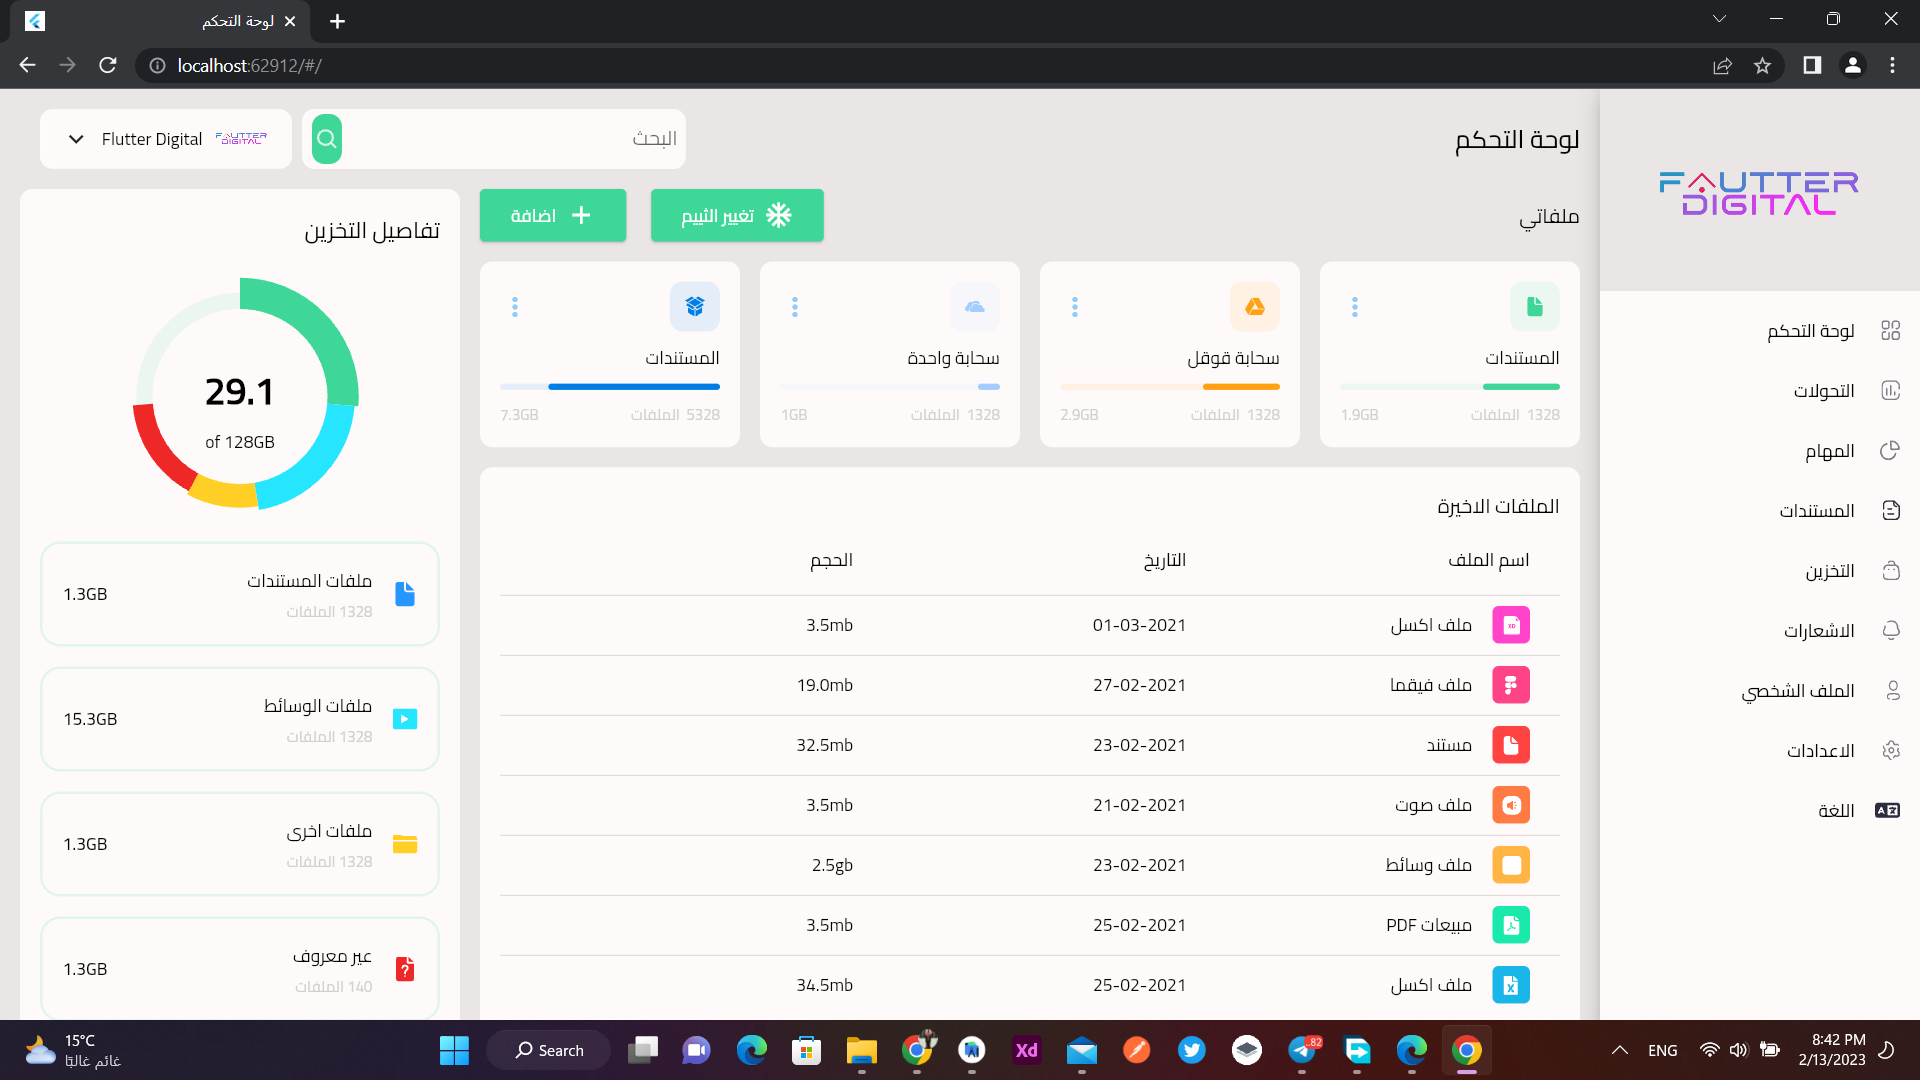 لوحة التحكم
localhost:62912/#/
FLUTTER
DIGITAL
لوحة التحكم
التحولات
المهام
المستندات
التخزين
الاشعارات
الملف الشخصي
الاعدادات
اللغة
لوحة التحكم
البحث
FLUTTER
DIGITAL
Flutter Digital
ملفاتي
تغيير الثييم
اضافة
المستندات
1328 الملفات
1.9GB
سحابة قوقل
1328 الملفات
2.9GB
سحابة واحدة
1328 الملفات
1GB
المستندات
5328 الملفات
7.3GB
الملفات الاخيرة
اسم الملف التاريخ الحجم
ملف اكسل 01-03-2021 3.5mb
ملف فيقما 27-02-2021 19.0mb
مستند 23-02-2021 32.5mb
ملف صوت 21-02-2021 3.5mb
ملف وسائط 23-02-2021 2.5gb
مبيعات PDF 25-02-2021 3.5mb
ملف اكسل 25-02-2021 34.5mb
تفاصيل التخزين
29.1
of 128GB
ملفات المستندات
1328 الملفات
1.3GB
ملفات الوسائط
1328 الملفات
15.3GB
ملفات اخرى
1328 الملفات
1.3GB
عير معروف
140 الملفات
1.3GB
15°C
غائم غالبًا
Search
Xd
82
ENG
8:42 PM
2/13/2023